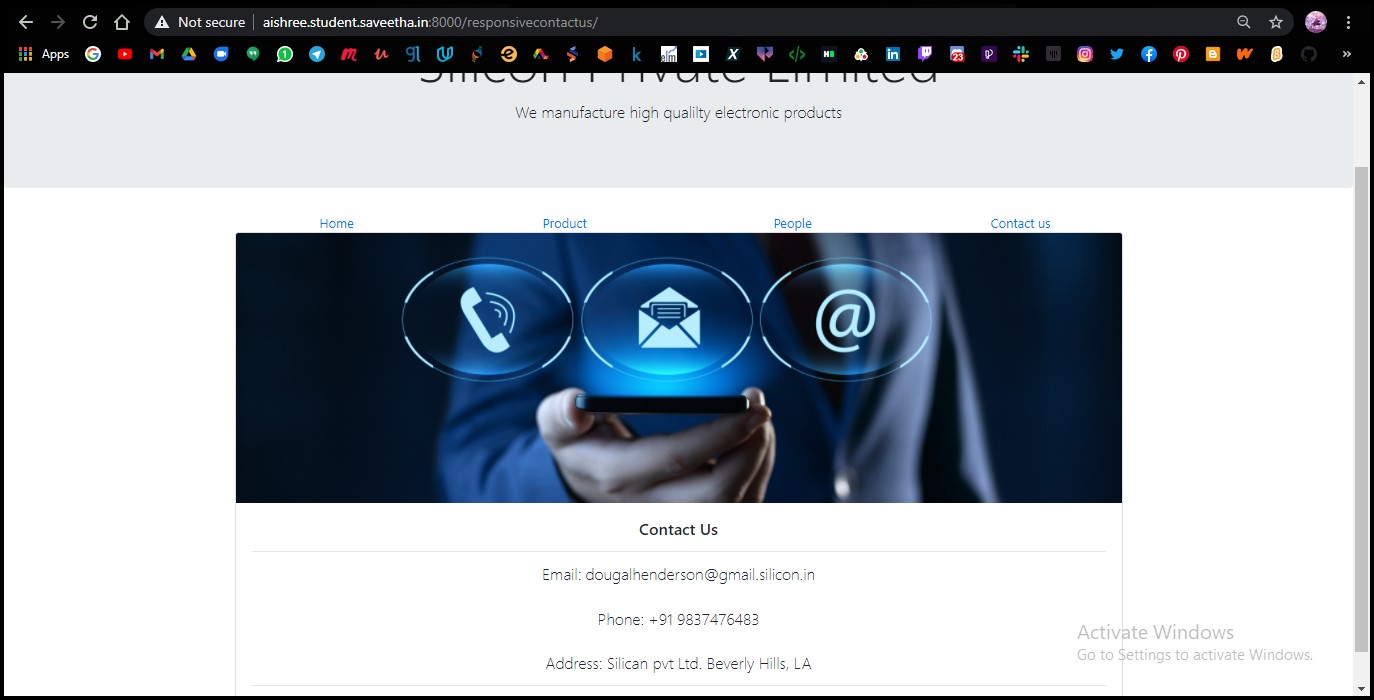 Not secure
aishree.student.saveetha.in:8000/responsivecontactus/
Apps
Silicon Private Limited
We manufacture high qualilty electronic products
Home Product People Contact us
@
Contact Us
Email: dougalhenderson@gmail.silicon.in
Phone: +91 9837476483
Address: Silican pvt Ltd. Beverly Hills, LA
Activate Windows
Go to Settings to activate Windows.